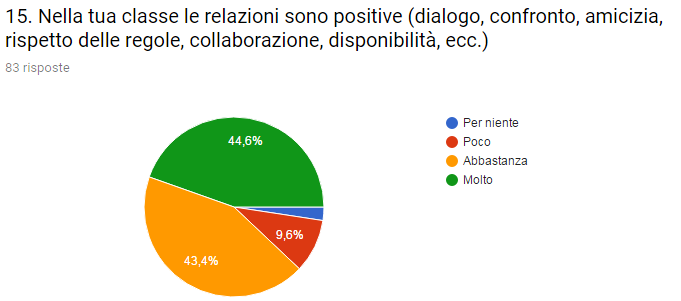 15. Nella tua classe le relazioni sono positive (dialogo, confronto, amicizia,
rispetto delle regole, collaborazione, disponibilità, ecc.)
83 risposte
44,6%
9,6%
43,4%
Per niente
Poco
Abbastanza
Molto